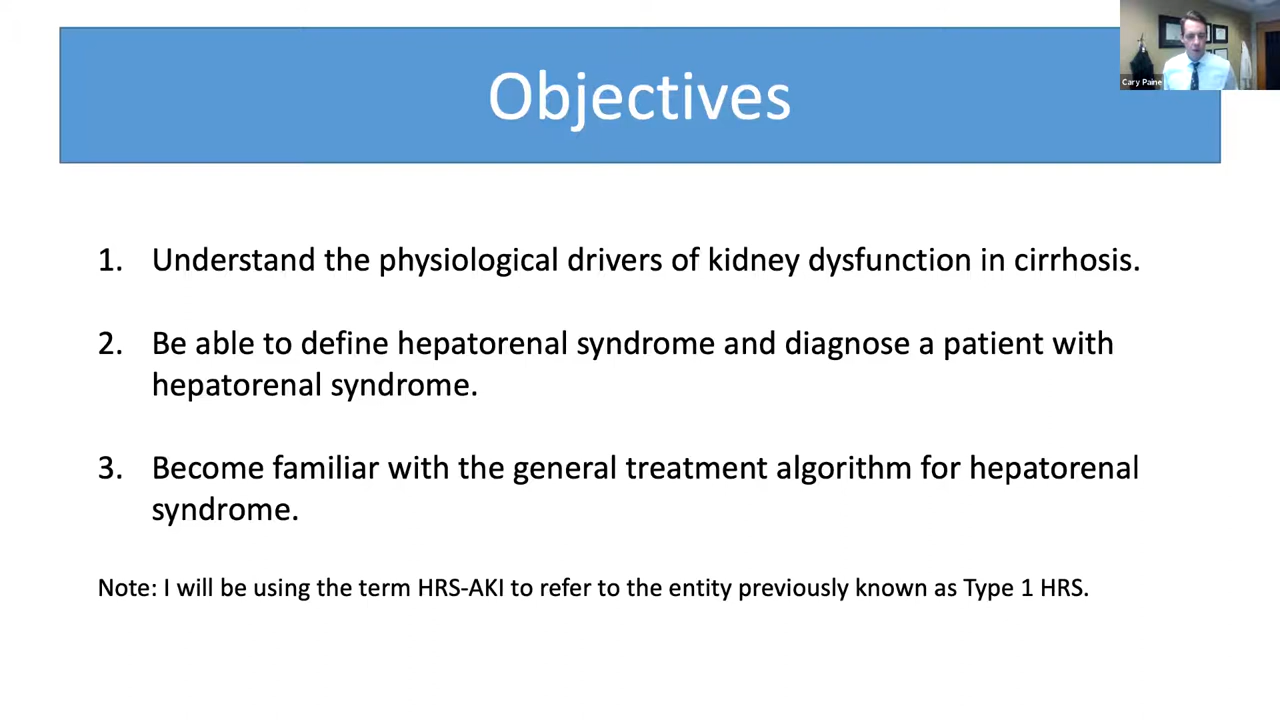 Objectives
Cary Paine
1. Understand the physiological drivers of kidney dysfunction in cirrhosis.
2. Be able to define hepatorenal syndrome and diagnose a patient with
hepatorenal syndrome.
3. Become familiar with the general treatment algorithm for hepatorenal
syndrome.
Note: I will be using the term HRS-AKI to refer to the entity previously known as Type 1 HRS.